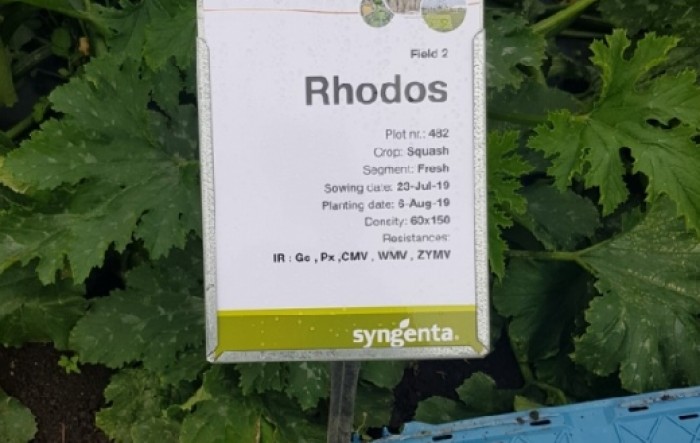 Field 2
Rhodos
Plot nr.: 482
Crop: Squash
Segment: Fresh
Sowing date: 23-Jul-19
Planting date: 6-Aug-19
Density: 60x150
Resistances:
IR : Gc , Px ,CMV , WMV , ZYMV
syngenta.